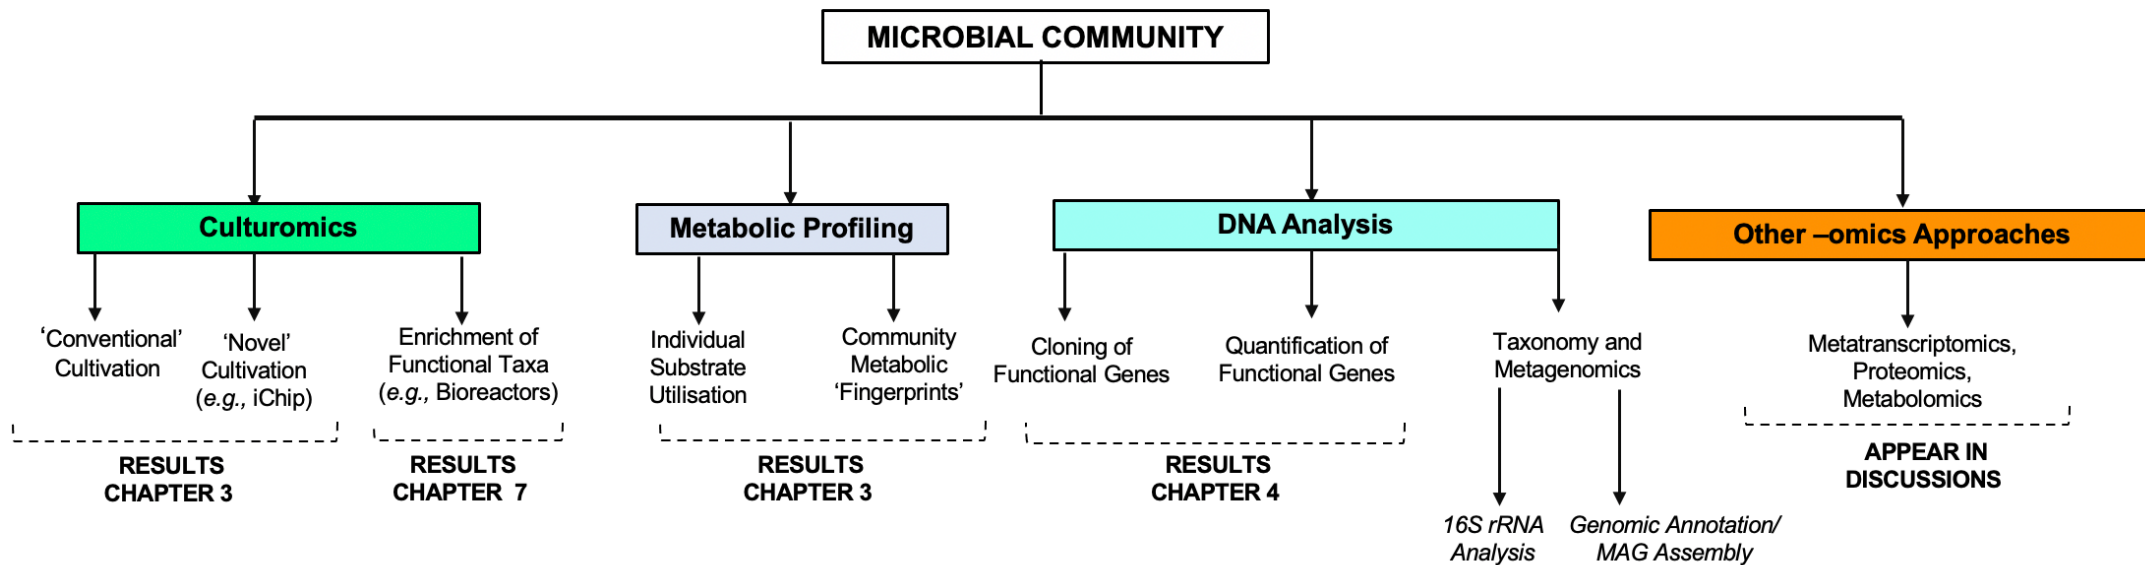 MICROBIAL COMMUNITY
Culturomics
Metabolic Profiling
DNA Analysis
Other –omics Approaches
‘Conventional’
Cultivation
‘Novel’
Cultivation
(e.g., iChip)
Enrichment of
Functional Taxa
(e.g., Bioreactors)
Individual
Substrate
Utilisation
Community
Metabolic
‘Fingerprints’
Cloning of
Functional Genes
Quantification of
Functional Genes
Taxonomy and
Metagenomics
Metatranscriptomics,
Proteomics,
Metabolomics
RESULTS
CHAPTER 3
RESULTS
CHAPTER 7
RESULTS
CHAPTER 3
RESULTS
CHAPTER 4
APPEAR IN
DISCUSSIONS
16S rRNA
Analysis
Genomic Annotation/
MAG Assembly